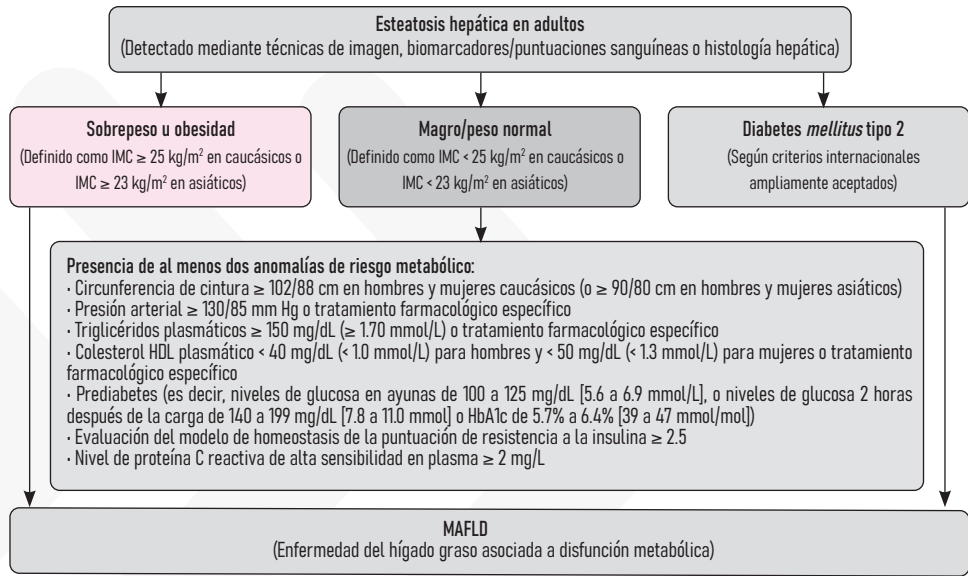 Esteatosis hepática en adultos
(Detectado mediante técnicas de imagen, biomarcadores/puntuaciones sanguíneas o histología hepática)
Sobrepeso u obesidad
(Definido como IMC ≥ 25 kg/m² en caucásicos o
IMC ≥ 23 kg/m² en asiáticos)
Magro/peso normal
(Definido como IMC < 25 kg/m² en caucásicos o
IMC < 23 kg/m² en asiáticos)
Diabetes mellitus tipo 2
(Según criterios internacionales
ampliamente aceptados)
Presencia de al menos dos anomalías de riesgo metabólico:
· Circunferencia de cintura ≥ 102/88 cm en hombres y mujeres caucásicos (o ≥ 90/80 cm en hombres y mujeres asiáticos)
· Presión arterial ≥ 130/85 mm Hg o tratamiento farmacológico específico
· Triglicéridos plasmáticos ≥ 150 mg/dL (≥ 1.70 mmol/L) o tratamiento farmacológico específico
· Colesterol HDL plasmático < 40 mg/dL (< 1.0 mmol/L) para hombres y < 50 mg/dL (< 1.3 mmol/L) para mujeres o tratamiento
farmacológico específico
· Prediabetes (es decir, niveles de glucosa en ayunas de 100 a 125 mg/dL [5.6 a 6.9 mmol/L], o niveles de glucosa 2 horas
después de la carga de 140 a 199 mg/dL [7.8 a 11.0 mmol] o HbA1c de 5.7% a 6.4% [39 a 47 mmol/mol])
· Evaluación del modelo de homeostasis de la puntuación de resistencia a la insulina ≥ 2.5
· Nivel de proteína C reactiva de alta sensibilidad en plasma ≥ 2 mg/L
MAFLD
(Enfermedad del hígado graso asociada a disfunción metabólica)